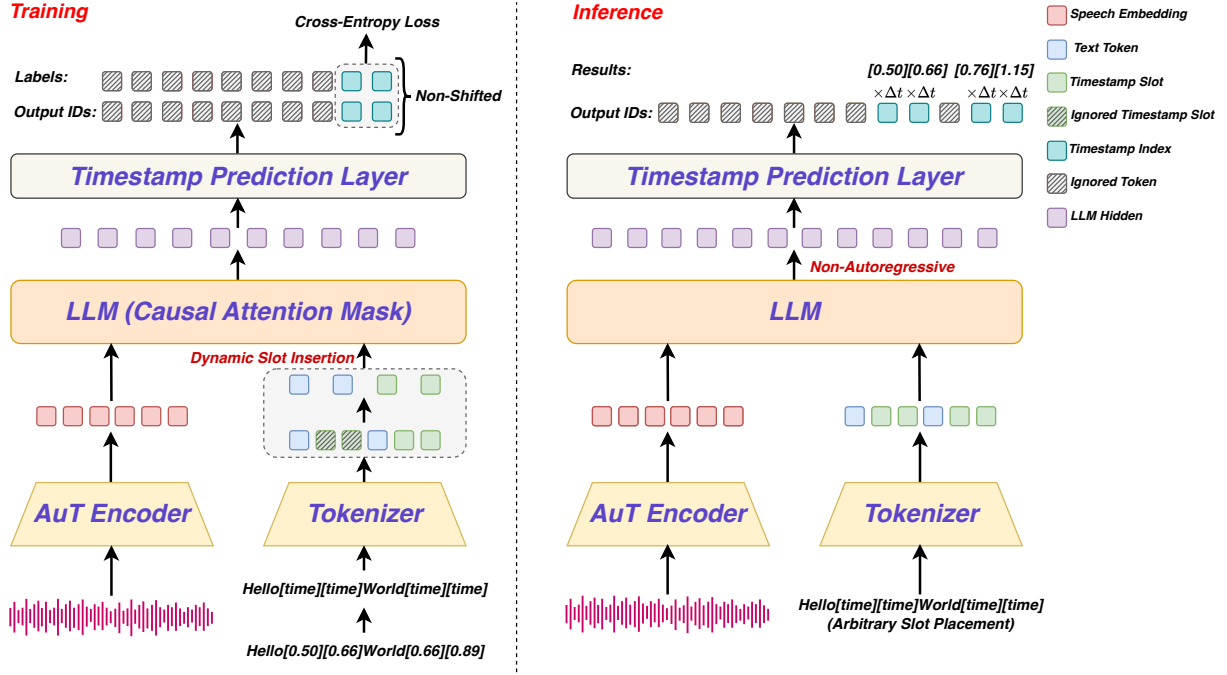 Training
Cross-Entropy Loss
Labels:
Output IDs:
Non-Shifted
Timestamp Prediction Layer
LLM (Causal Attention Mask)
Dynamic Slot Insertion
AuT Encoder
Tokenizer
Hello[time][time]World[time][time]
Hello[0.50][0.66]World[0.66][0.89]
Inference
Results:
[0.50][0.66] [0.76][1.15]
×Δt ×Δt ×Δt ×Δt
Output IDs:
Timestamp Prediction Layer
Non-Autoregressive
LLM
AuT Encoder
Tokenizer
Hello[time][time]World[time][time]
(Arbitrary Slot Placement)
Speech Embedding
Text Token
Timestamp Slot
Ignored Timestamp Slot
Timestamp Index
Ignored Token
LLM Hidden